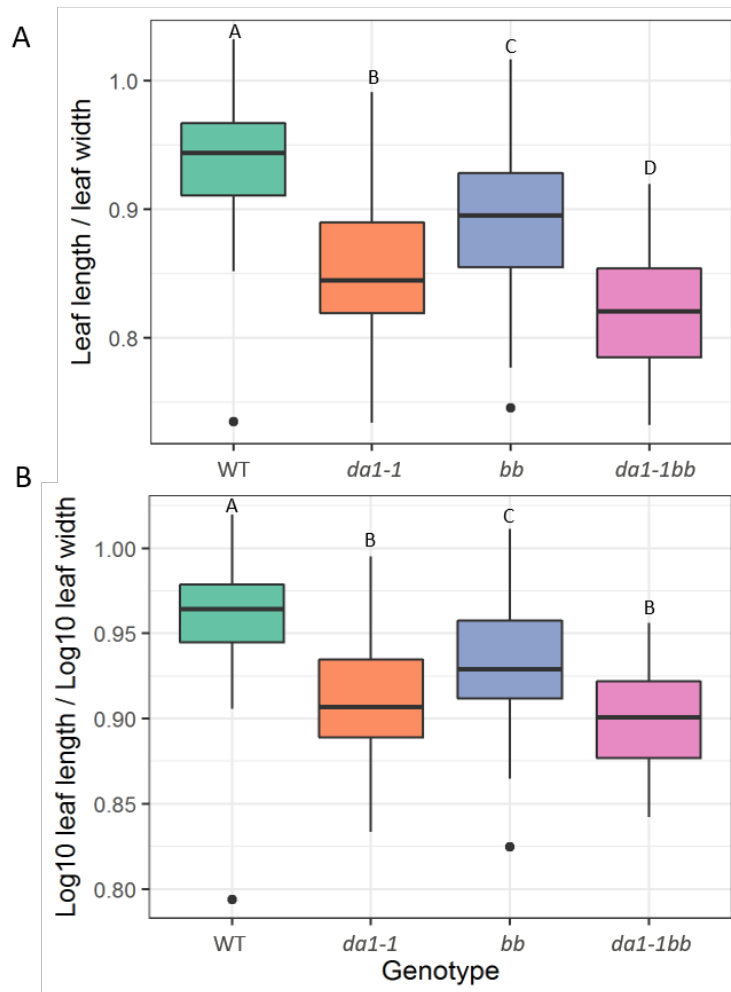 A
Leaf length / leaf width
1.0
0.9
0.8
A
B
C
D
WT
da1-1
bb
da1-1bb
B
Log10 leaf length / Log10 leaf width
1.00
0.95
0.90
0.85
0.80
A
B
C
B
WT
da1-1
bb
da1-1bb
Genotype